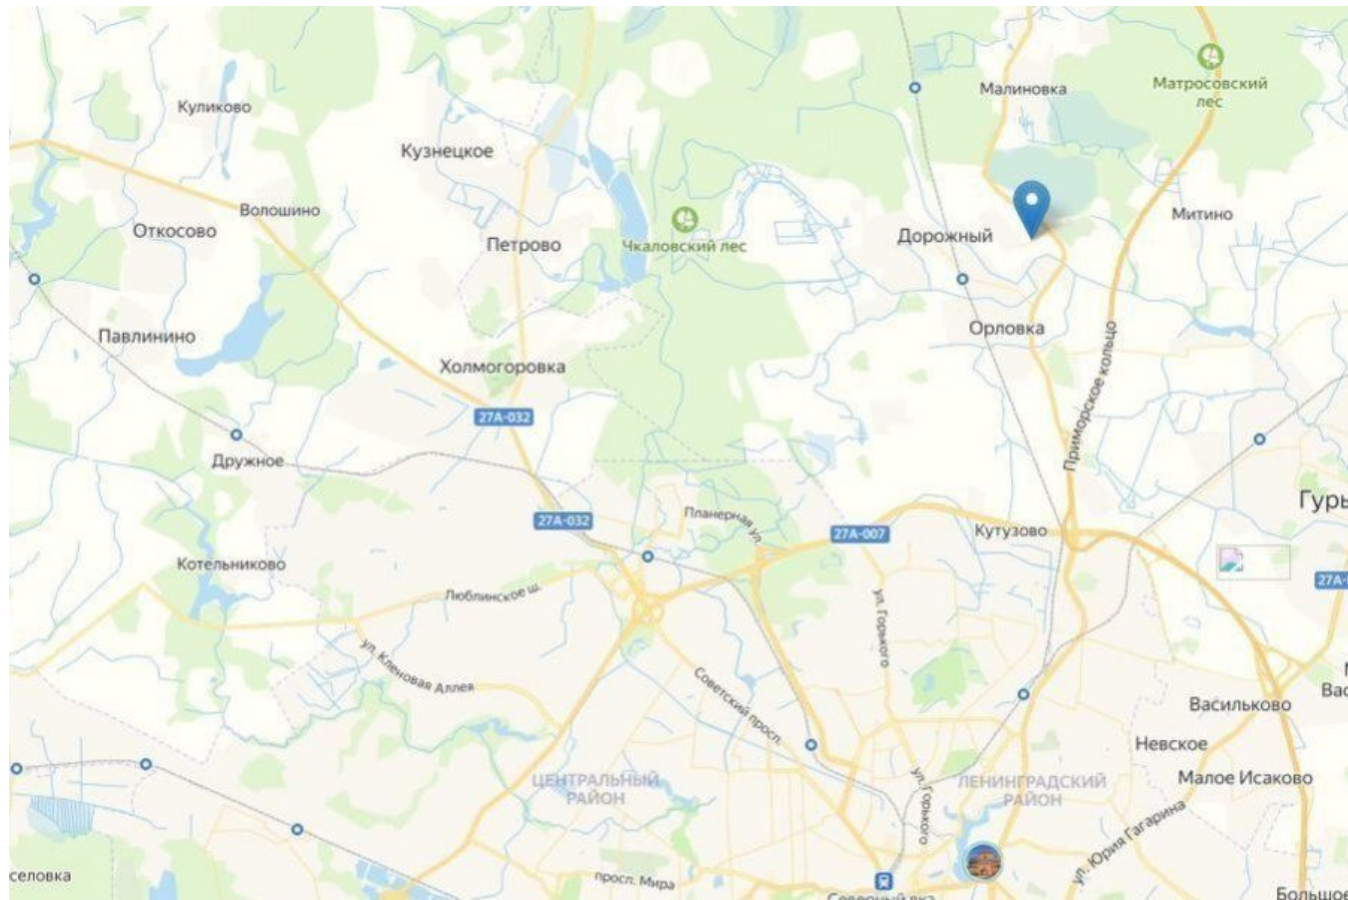 Малиновка
Матросовский
лес
Куликово
Кузнецкое
Волошино
Откосово
Петрово
Чкаловский лес
Дорожный
Митино
Павлинино
Орловка
Холмогоровка
Приморское кольцо
27А-032
Дружное
27А-032
Планерная ул.
27А-007
Кутузово
Гурь
Котельниково
Люблинское ш.
27А-
ул. Горького
ул. Кленовая Аллея
Советский просп.
Васильково
Вас
Невское
ЦЕНТРАЛЬНЫЙ
РАЙОН
ЛЕНИНГРАДСКИЙ
РАЙОН
Малое Исаково
ул. Горького
ул. Юрия Гагарина
селовка
просп. Мира
Большое